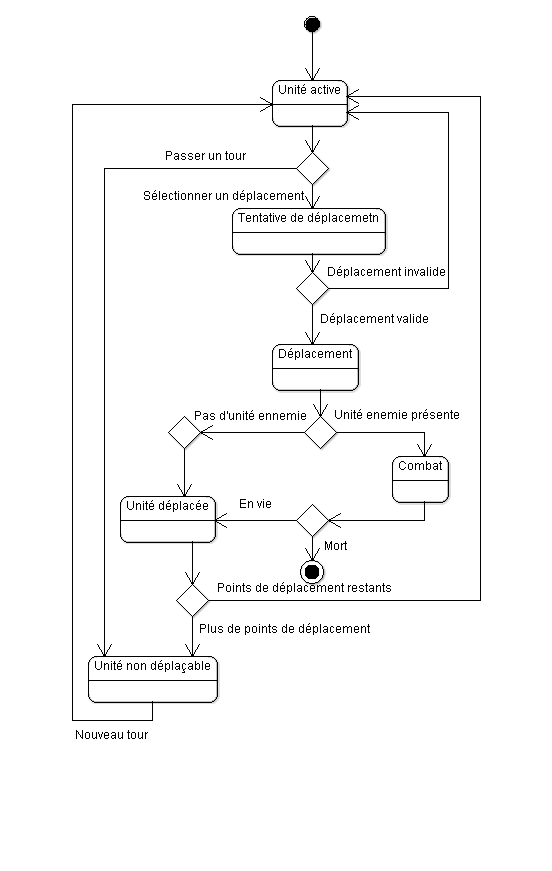 Unité active
Passer un tour
Sélectionner un déplacement
Tentative de déplacemetn
Déplacement invalide
Déplacement valide
Déplacement
Pas d'unité ennemie
Unité enemie présente
Combat
Unité déplacée
En vie
Mort
Points de déplacement restants
Plus de points de déplacement
Unité non déplaçable
Nouveau tour